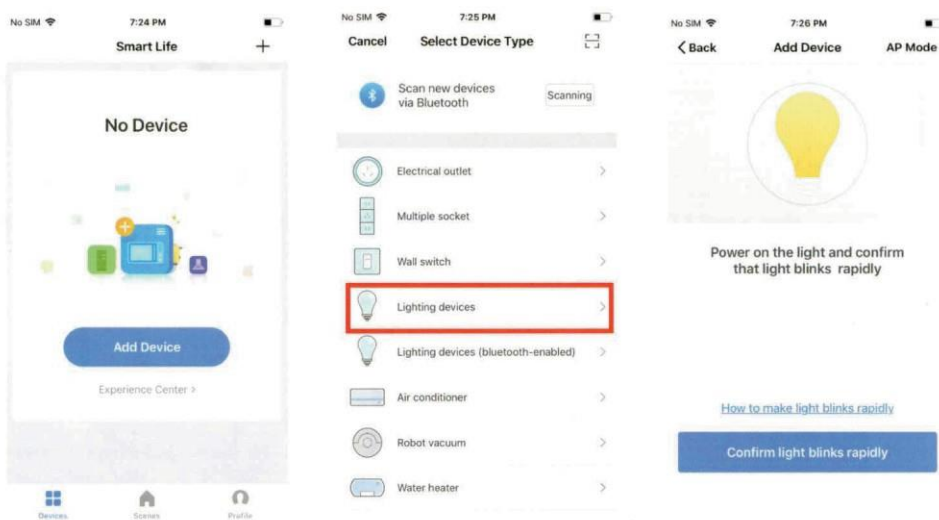 No SIM
7:24 PM
Smart Life
+
No Device
Add Device
Experience Center >
Devices
Scenes
Profile
No SIM
7:25 PM
Cancel
Select Device Type
Scan new devices
via Bluetooth
Scanning
Electrical outlet
Multiple socket
Wall switch
Lighting devices
Lighting devices (bluetooth-enabled)
Air conditioner
Robot vacuum
Water heater
No SIM
7:26 PM
< Back
Add Device
AP Mode
Power on the light and confirm
that light blinks rapidly
How to make light blinks rapidly
Confirm light blinks rapidly